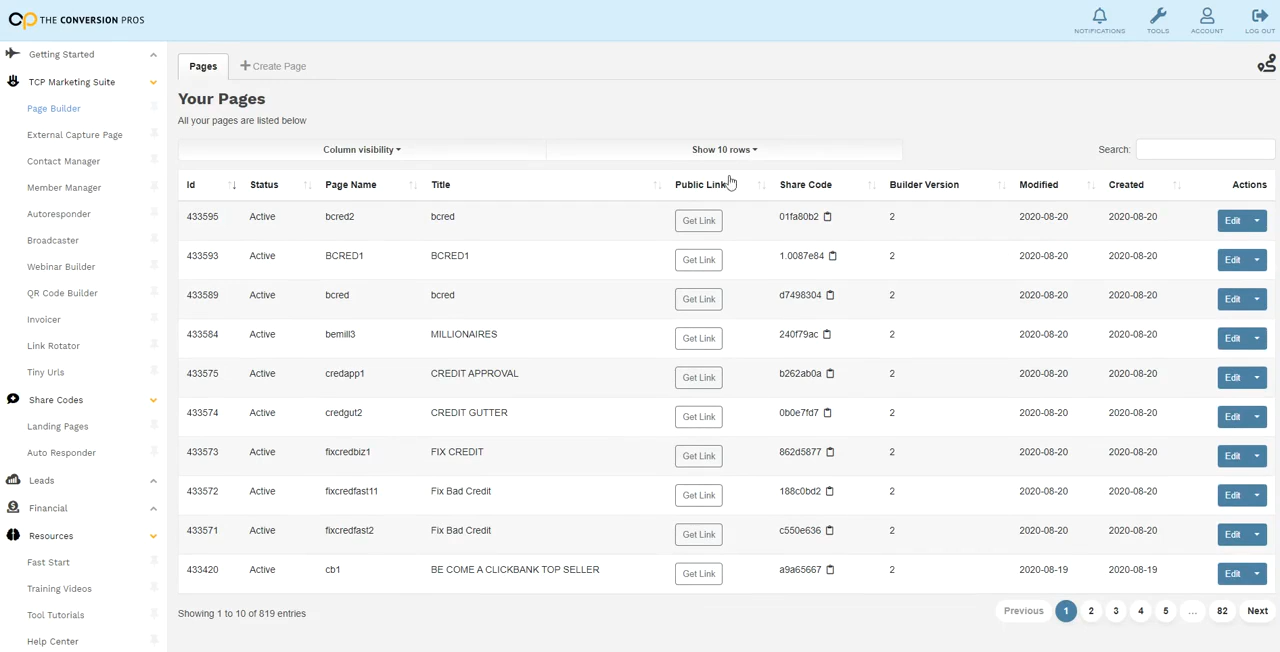 cp THE CONVERSION PROS
NOTIFICATIONS TOOLS ACCOUNT LOG OUT
Getting Started
TCP Marketing Suite
Page Builder
External Capture Page
Contact Manager
Member Manager
Autoresponder
Broadcaster
Webinar Builder
QR Code Builder
Invoicer
Link Rotator
Tiny Urls
Share Codes
Landing Pages
Auto Responder
Leads
Financial
Resources
Fast Start
Training Videos
Tool Tutorials
Help Center
Pages + Create Page
Your Pages
All your pages are listed below
Column visibility Show 10 rows Search:
Id Status Page Name Title Public Link Share Code Builder Version Modified Created Actions
433595 Active bcred2 bcred Get Link 01fa80b2 2 2020-08-20 2020-08-20 Edit
433593 Active BCRED1 BCRED1 Get Link 1.0087e84 2 2020-08-20 2020-08-20 Edit
433589 Active bcred bcred Get Link d7498304 2 2020-08-20 2020-08-20 Edit
433584 Active bemill3 MILLIONAIRES Get Link 240f79ac 2 2020-08-20 2020-08-20 Edit
433575 Active credapp1 CREDIT APPROVAL Get Link b262ab0a 2 2020-08-20 2020-08-20 Edit
433574 Active credgut2 CREDIT GUTTER Get Link 0b0e7fd7 2 2020-08-20 2020-08-20 Edit
433573 Active fixcredbiz1 FIX CREDIT Get Link 862d5877 2 2020-08-20 2020-08-20 Edit
433572 Active fixcredfast11 Fix Bad Credit Get Link 188c0bd2 2 2020-08-20 2020-08-20 Edit
433571 Active fixcredfast2 Fix Bad Credit Get Link c550e636 2 2020-08-20 2020-08-20 Edit
433420 Active cb1 BE COME A CLICKBANK TOP SELLER Get Link a9a65667 2 2020-08-19 2020-08-19 Edit
Showing 1 to 10 of 819 entries Previous 1 2 3 4 5 ... 82 Next